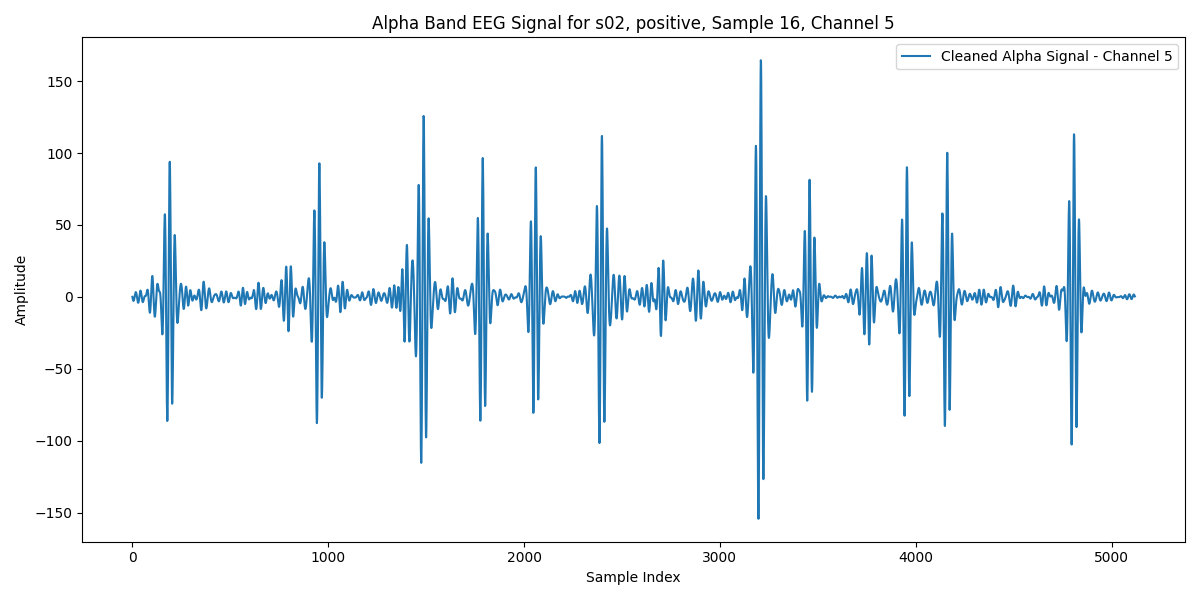 Alpha Band EEG Signal for s02, positive, Sample 16, Channel 5
Cleaned Alpha Signal - Channel 5
150
100
50
0
−50
−100
−150
Amplitude
0 1000 2000 3000 4000 5000
Sample Index